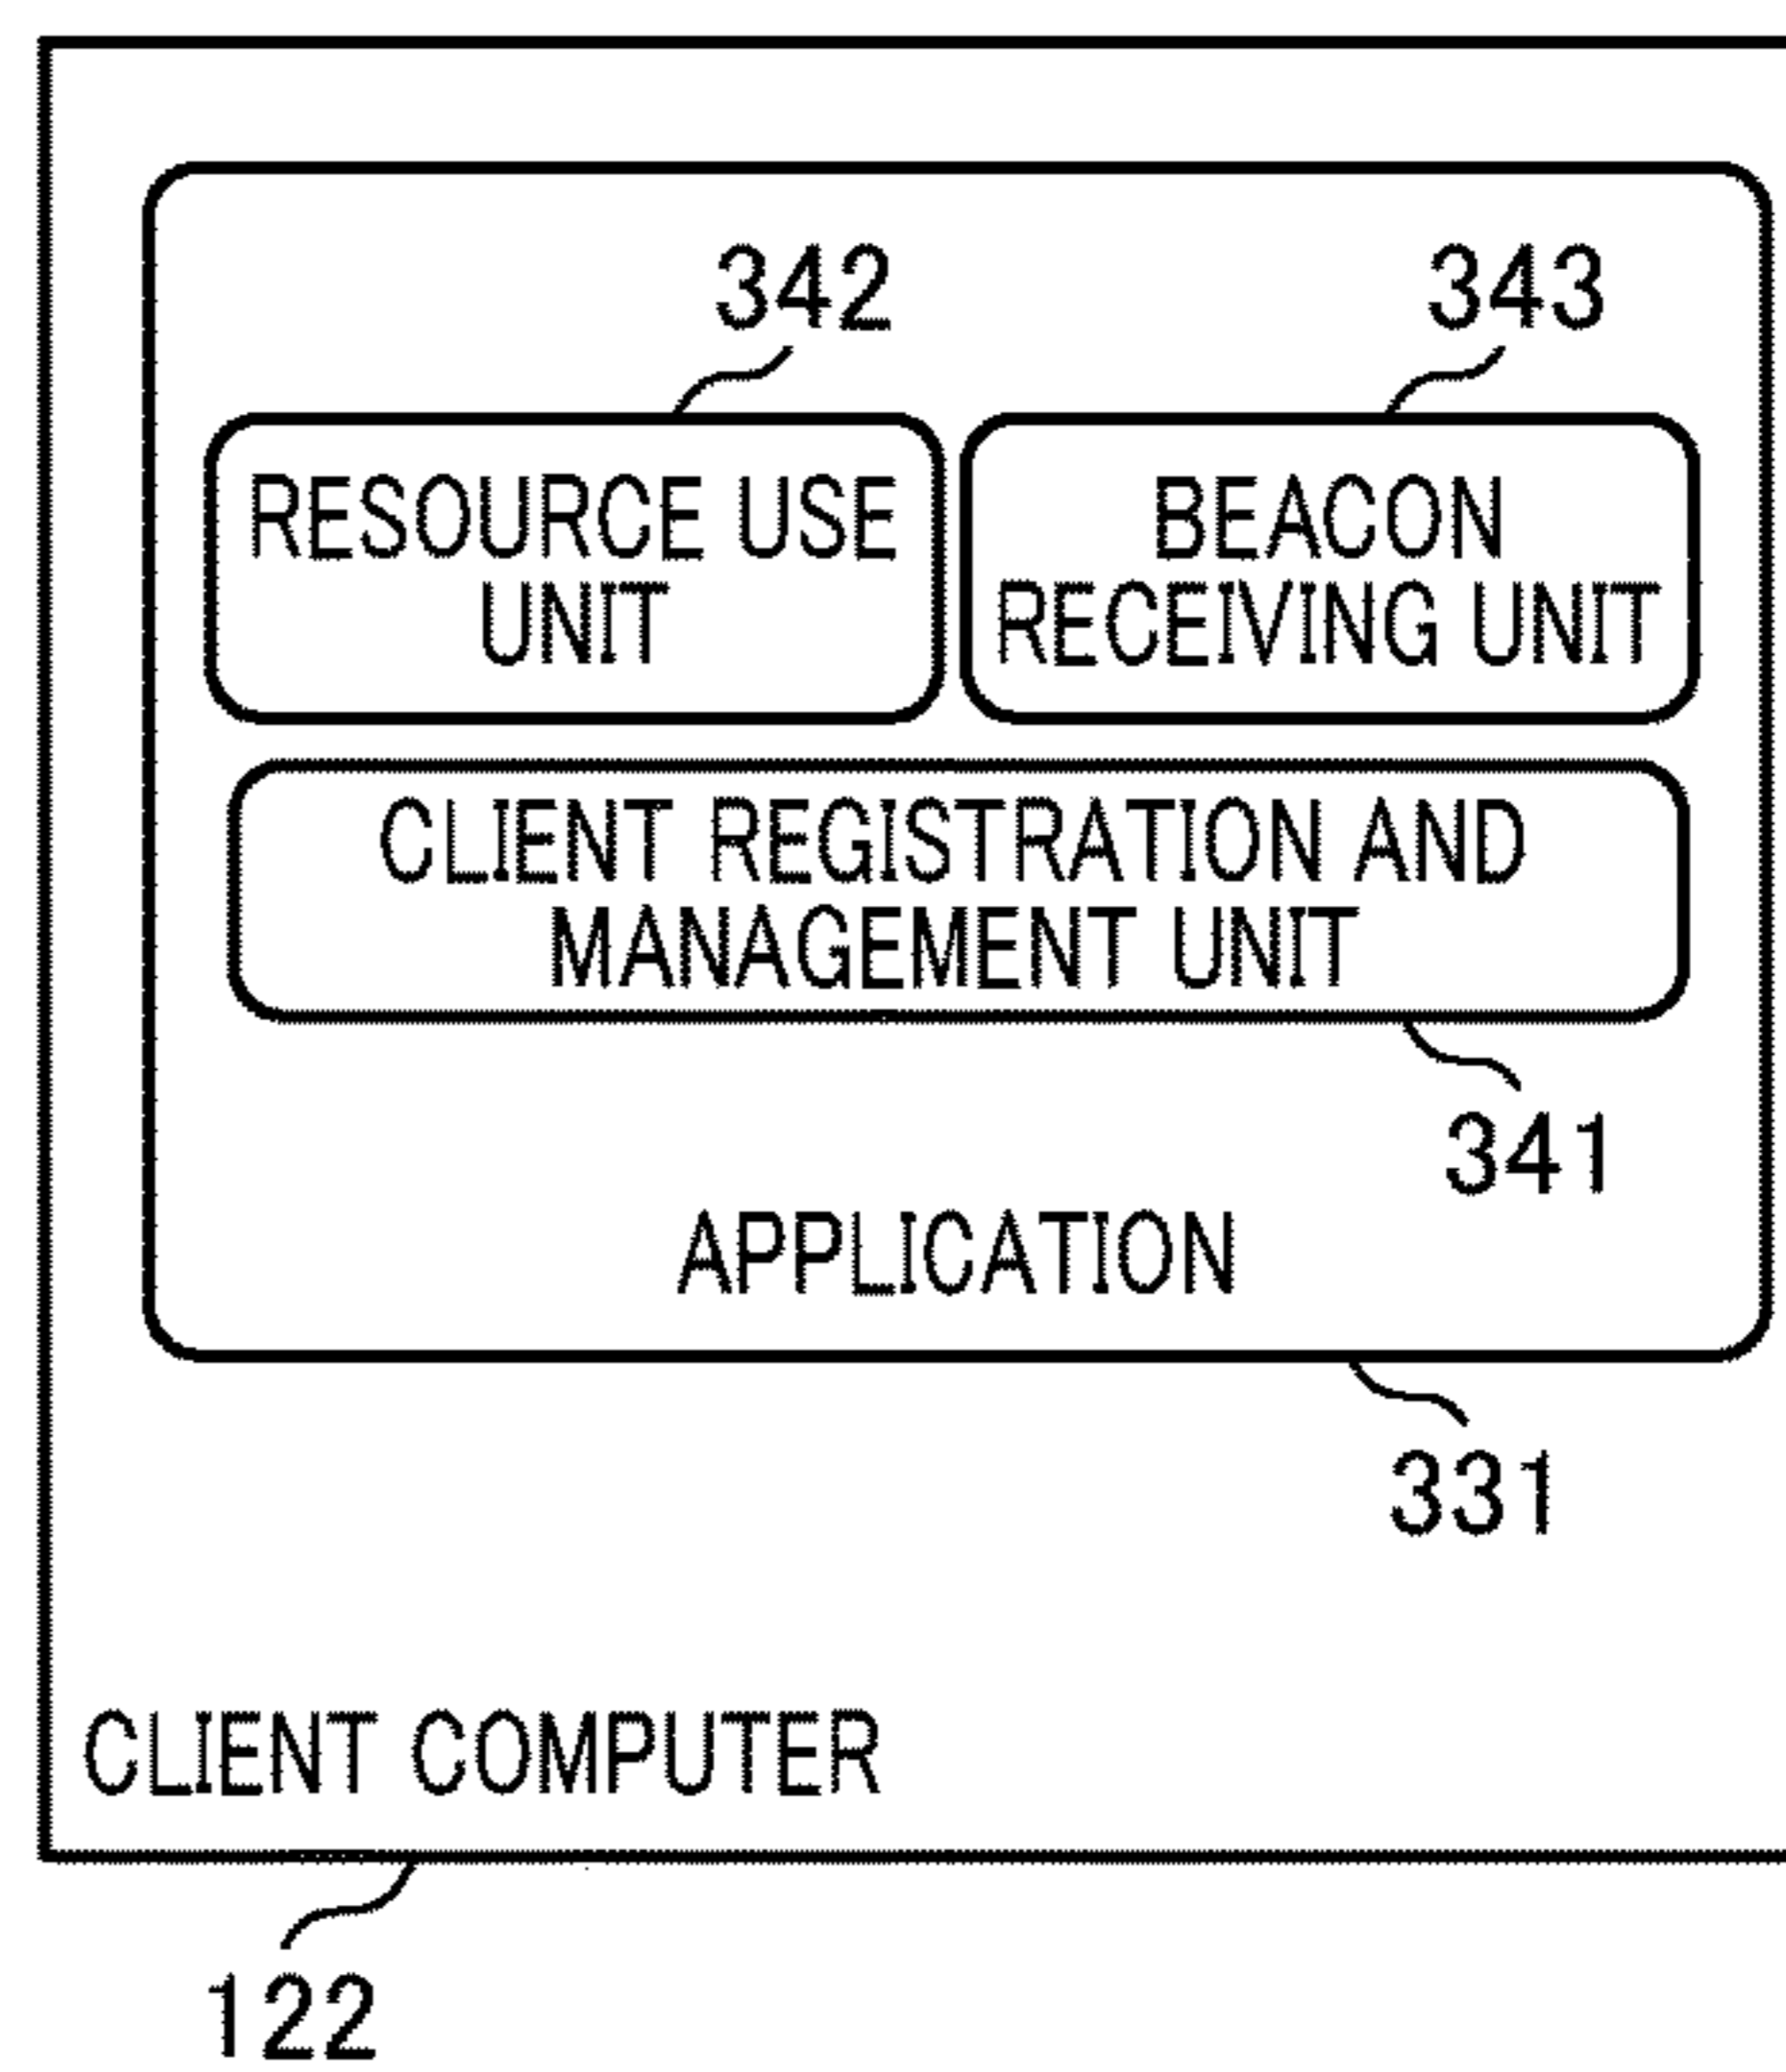 342
343
RESOURCE USE
UNIT
BEACON
RECEIVING UNIT
CLIENT REGISTRATION AND
MANAGEMENT UNIT
341
APPLICATION
331
CLIENT COMPUTER
122